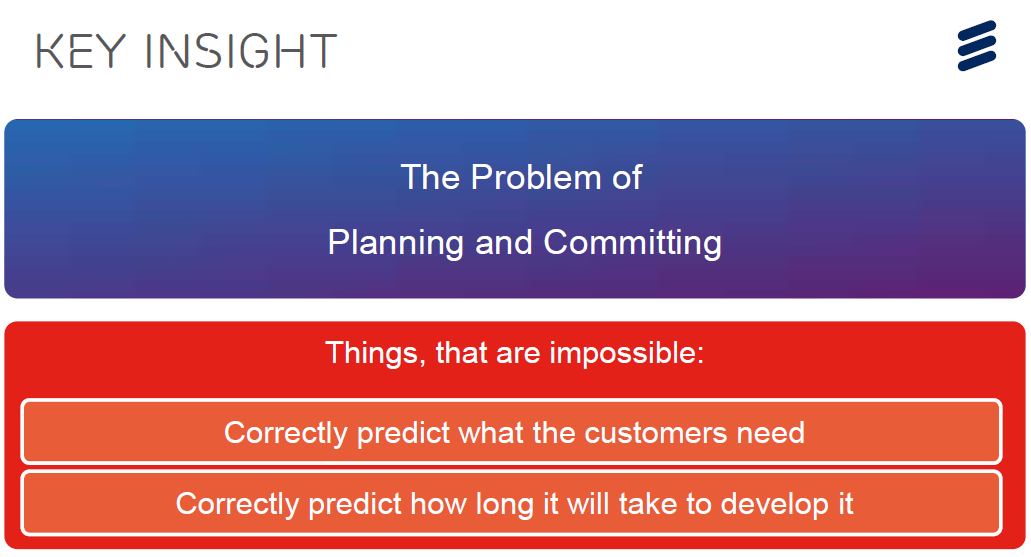 KEY INSIGHT
The Problem of
Planning and Committing
Things, that are impossible:
Correctly predict what the customers need
Correctly predict how long it will take to develop it